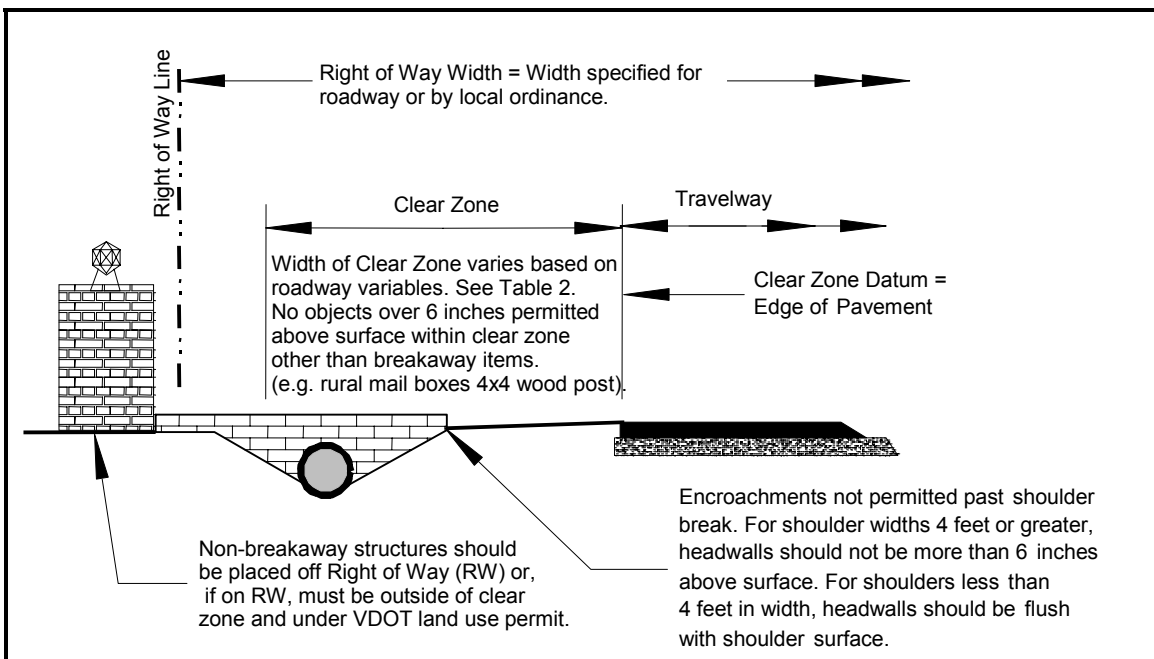 Right of Way Line
Right of Way Width = Width specified for
roadway or by local ordinance.
Clear Zone
Travelway
Width of Clear Zone varies based on
roadway variables. See Table 2.
No objects over 6 inches permitted
above surface within clear zone
other than breakaway items.
(e.g. rural mail boxes 4x4 wood post).
Clear Zone Datum =
Edge of Pavement
Non-breakaway structures should
be placed off Right of Way (RW) or,
if on RW, must be outside of clear
zone and under VDOT land use permit.
Encroachments not permitted past shoulder
break. For shoulder widths 4 feet or greater,
headwalls should not be more than 6 inches
above surface. For shoulders less than
4 feet in width, headwalls should be flush
with shoulder surface.